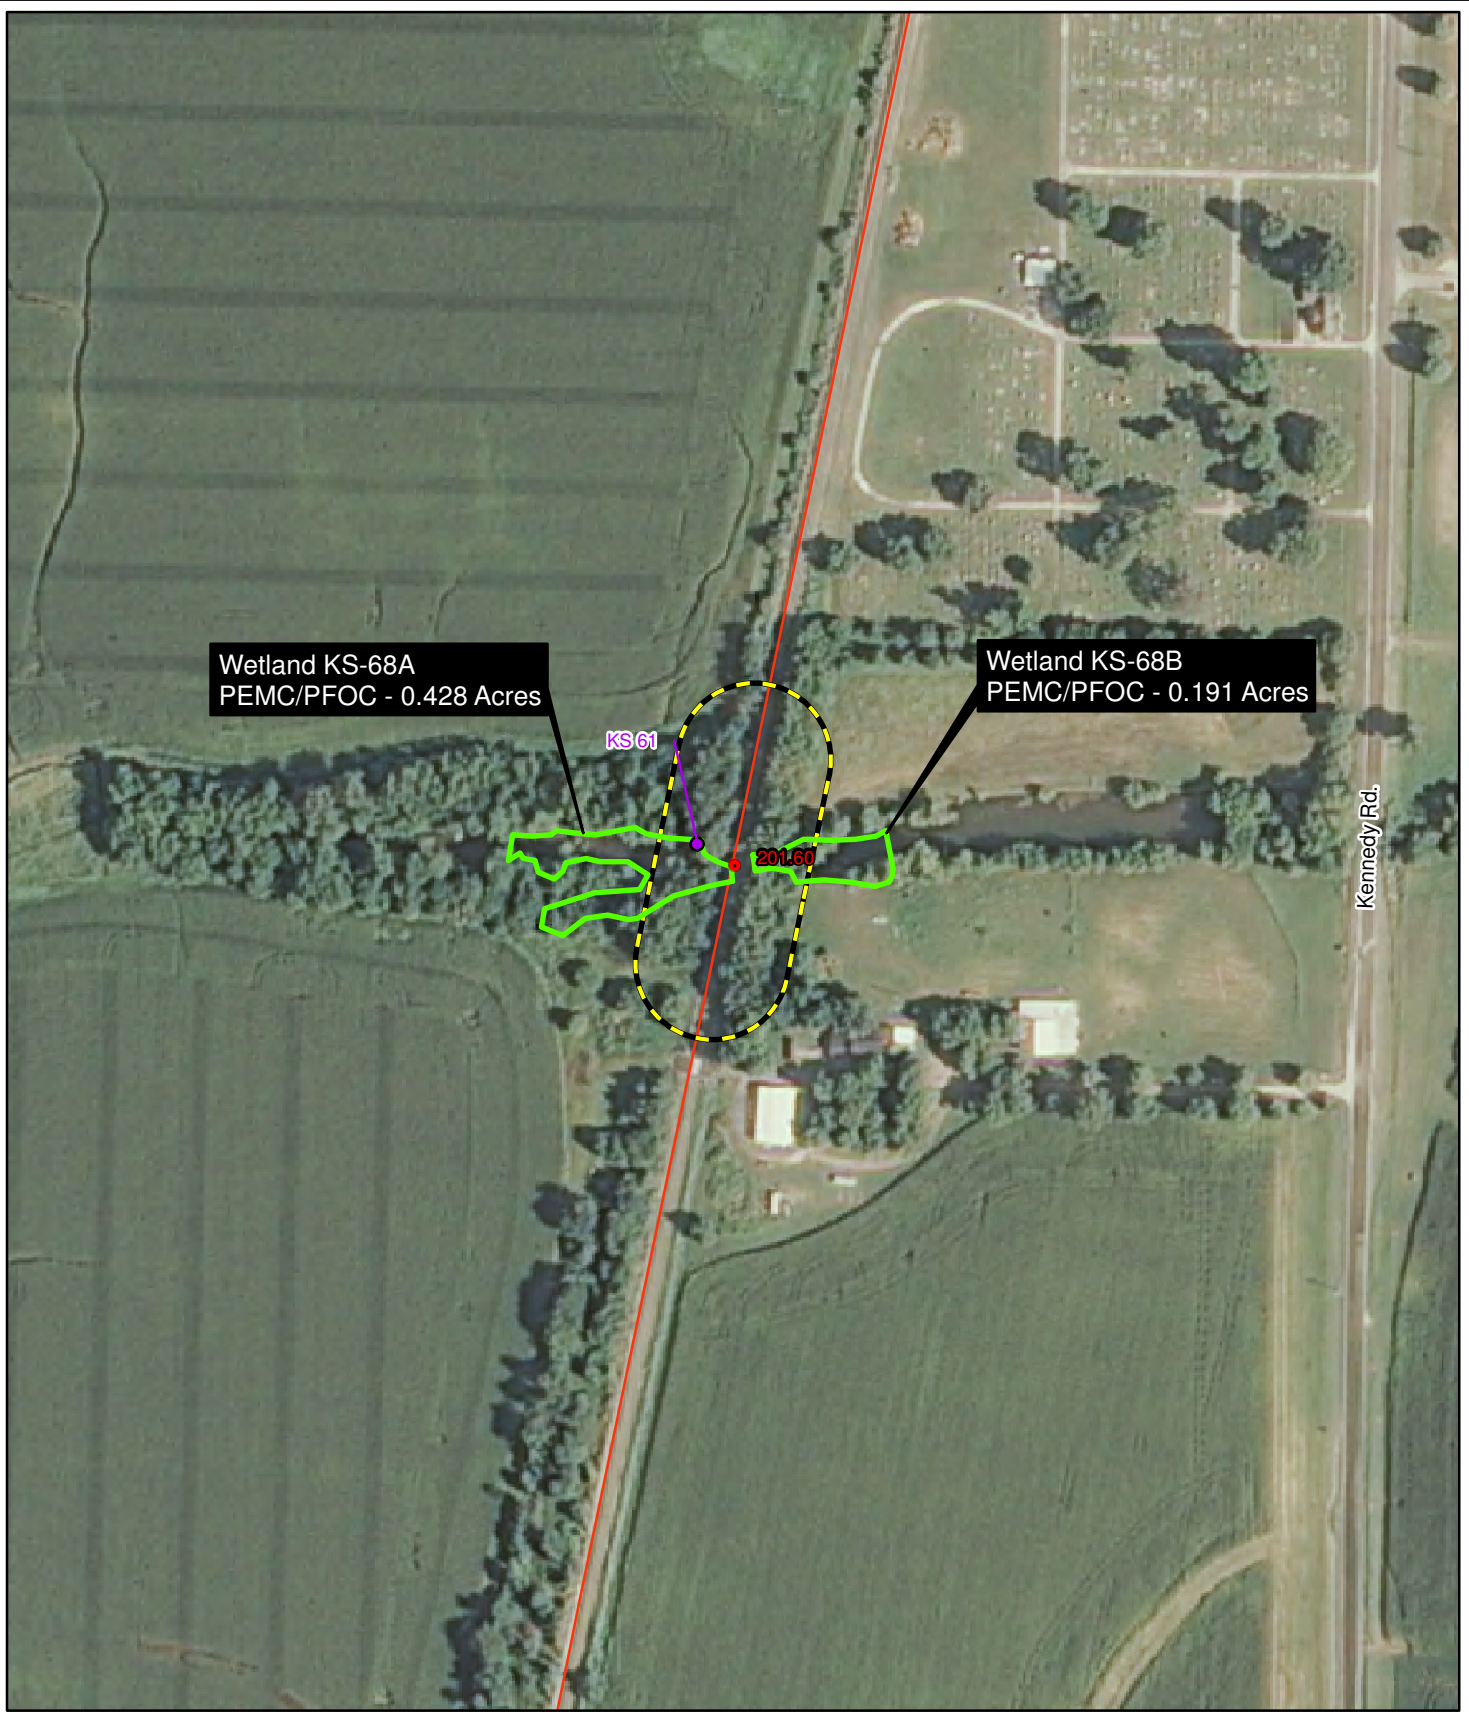 Wetland KS-68A
PEMC/PFOC - 0.428 Acres
Wetland KS-68B
PEMC/PFOC - 0.191 Acres
KS 61
201.60
Kennedy Rd.